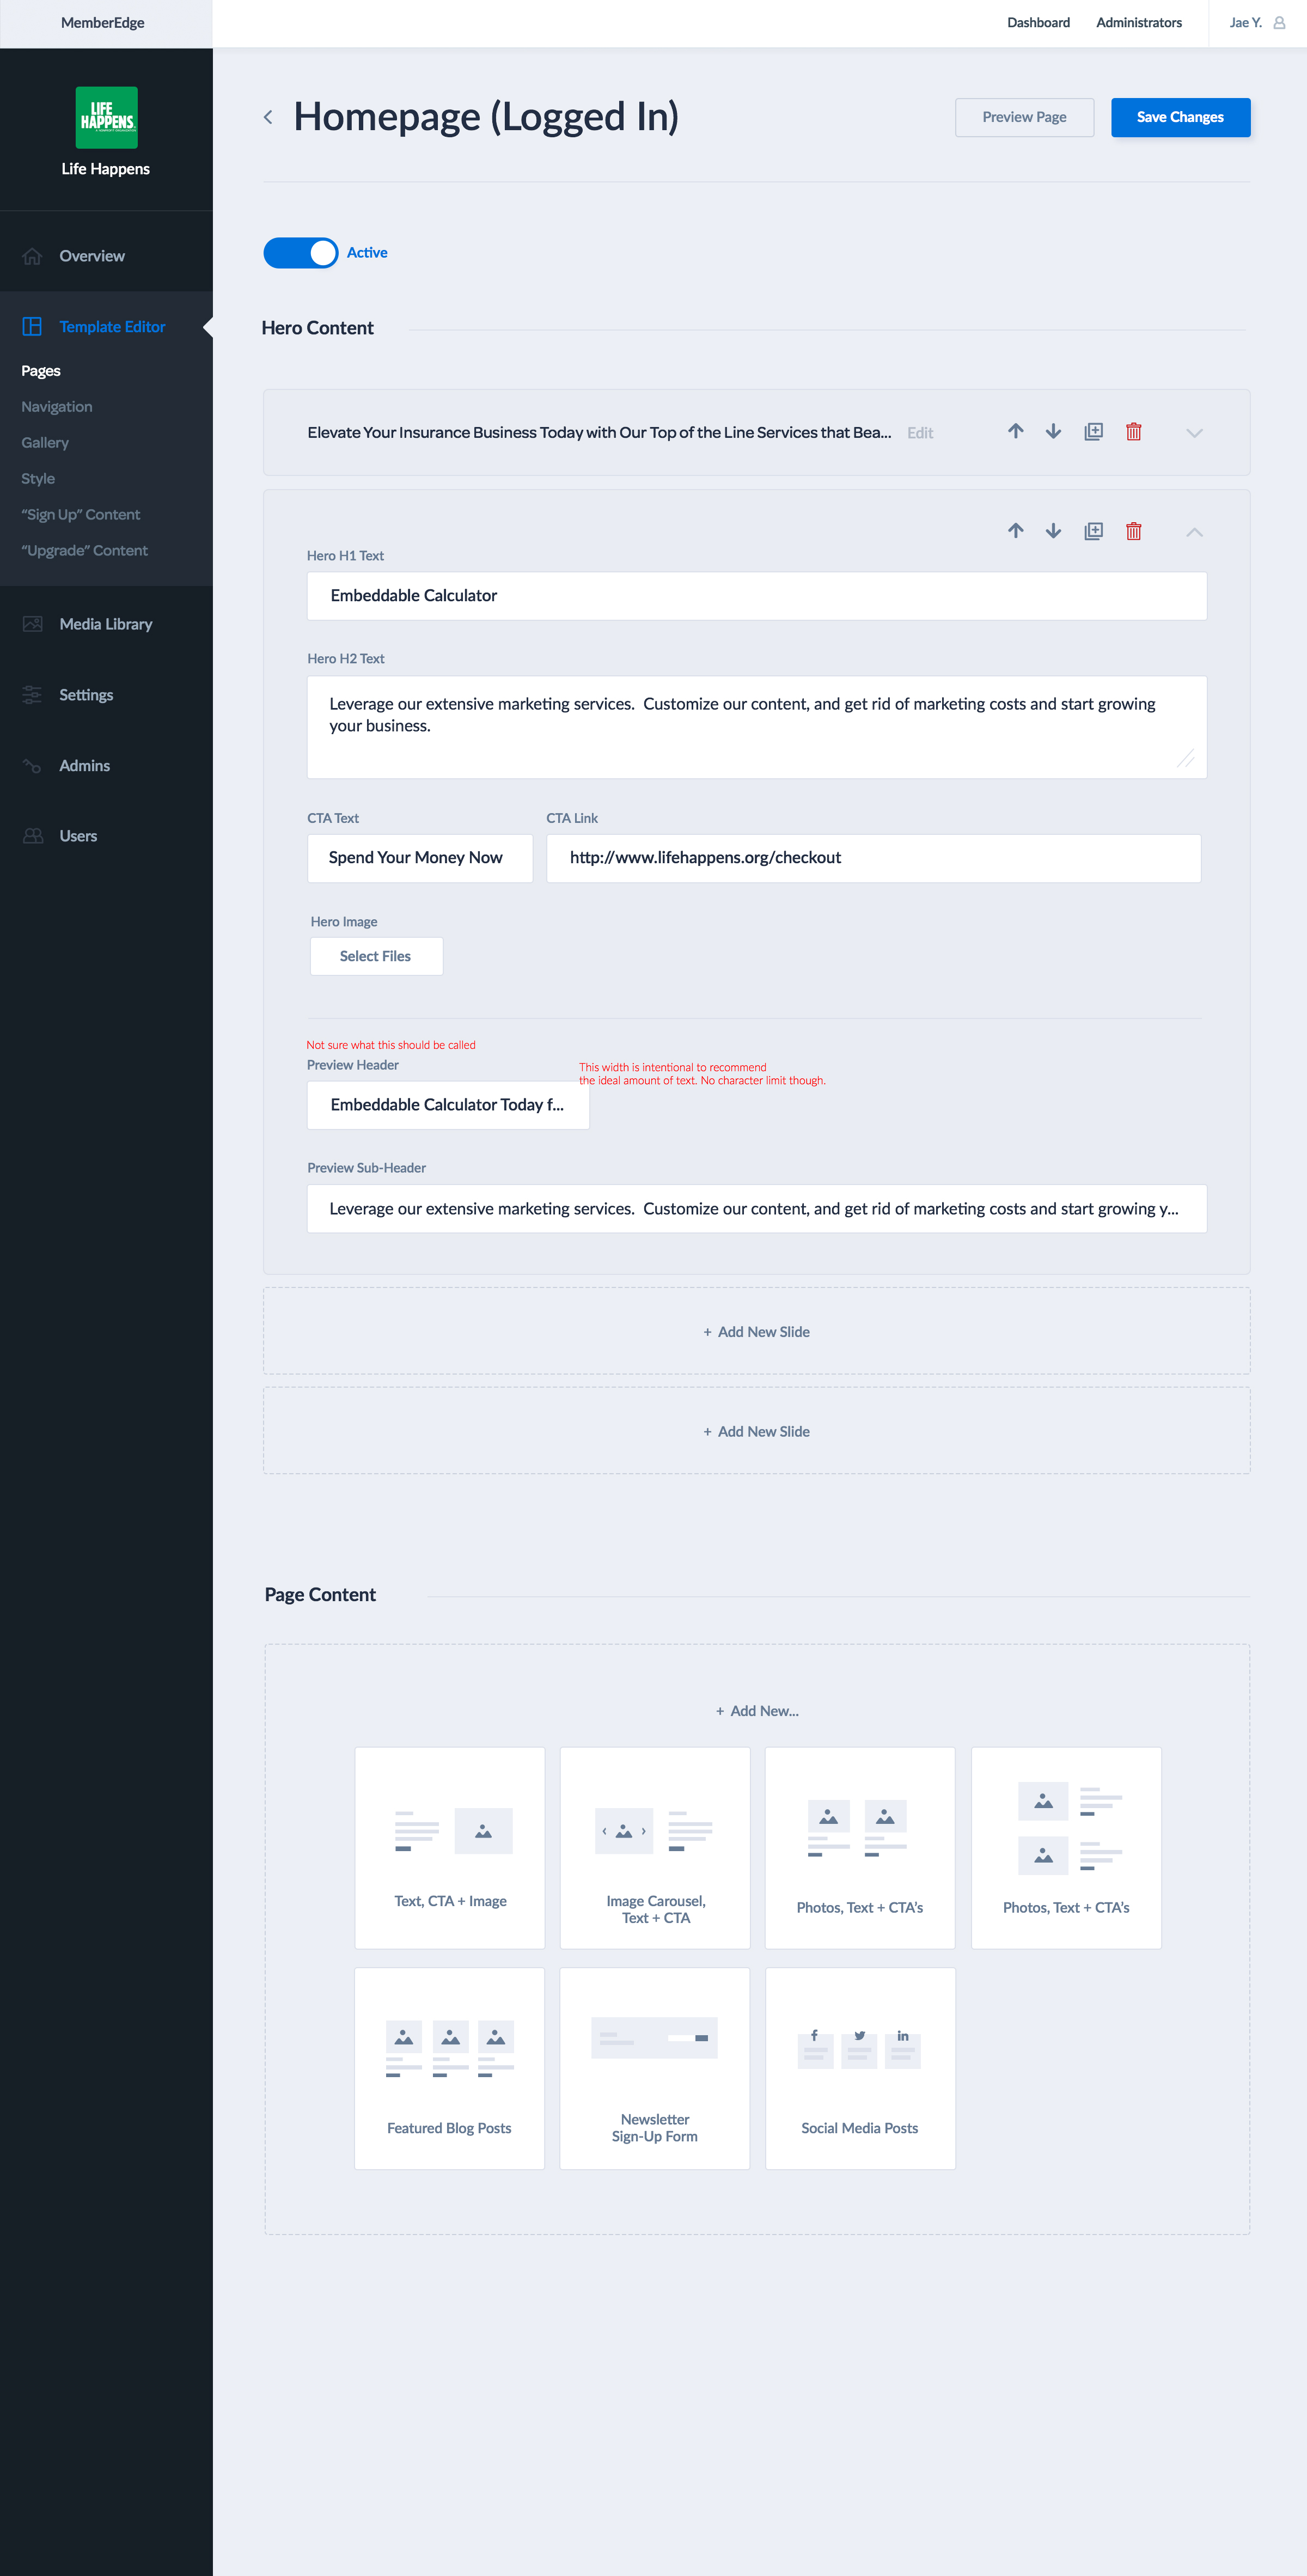 MemberEdge
Dashboard
Administrators
Jae Y.
LIFE
HAPPENS
Life Happens
Homepage (Logged In)
Preview Page
Save Changes
Overview
Active
Template Editor
Hero Content
Pages
Navigation
Gallery
Style
“Sign Up” Content
“Upgrade” Content
Media Library
Settings
Admins
Users
Elevate Your Insurance Business Today with Our Top of the Line Services that Bea...
Edit
Hero H1 Text
Embeddable Calculator
Hero H2 Text
Leverage our extensive marketing services.  Customize our content, and get rid of marketing costs and start growing
your business.
CTA Text
CTA Link
Spend Your Money Now
http://www.lifehappens.org/checkout
Hero Image
Select Files
Not sure what this should be called
Preview Header
This width is intentional to recommend
the ideal amount of text. No character limit though.
Embeddable Calculator Today f...
Preview Sub-Header
Leverage our extensive marketing services.  Customize our content, and get rid of marketing costs and start growing y...
+ Add New Slide
+ Add New Slide
Page Content
+ Add New...
Text, CTA + Image
Image Carousel,
Text + CTA
Photos, Text + CTA’s
Photos, Text + CTA’s
Featured Blog Posts
Newsletter
Sign-Up Form
Social Media Posts